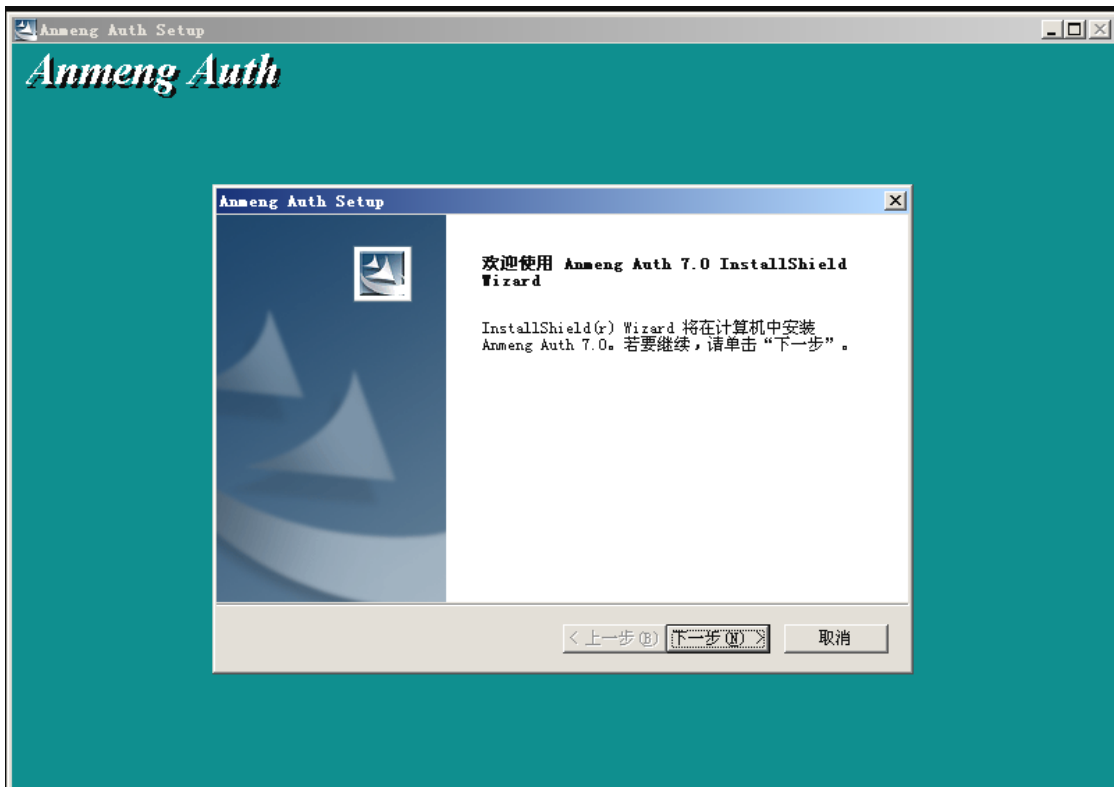 Anmeng Auth Setup
Anmeng Auth
Anmeng Auth Setup
欢迎使用 Anmeng Auth 7.0 InstallShield
Wizard
InstallShield(r) Wizard 将在计算机中安装
Anmeng Auth 7.0。若要继续，请单击“下一步”。
< 上一步(B) 下一步(N) > 取消